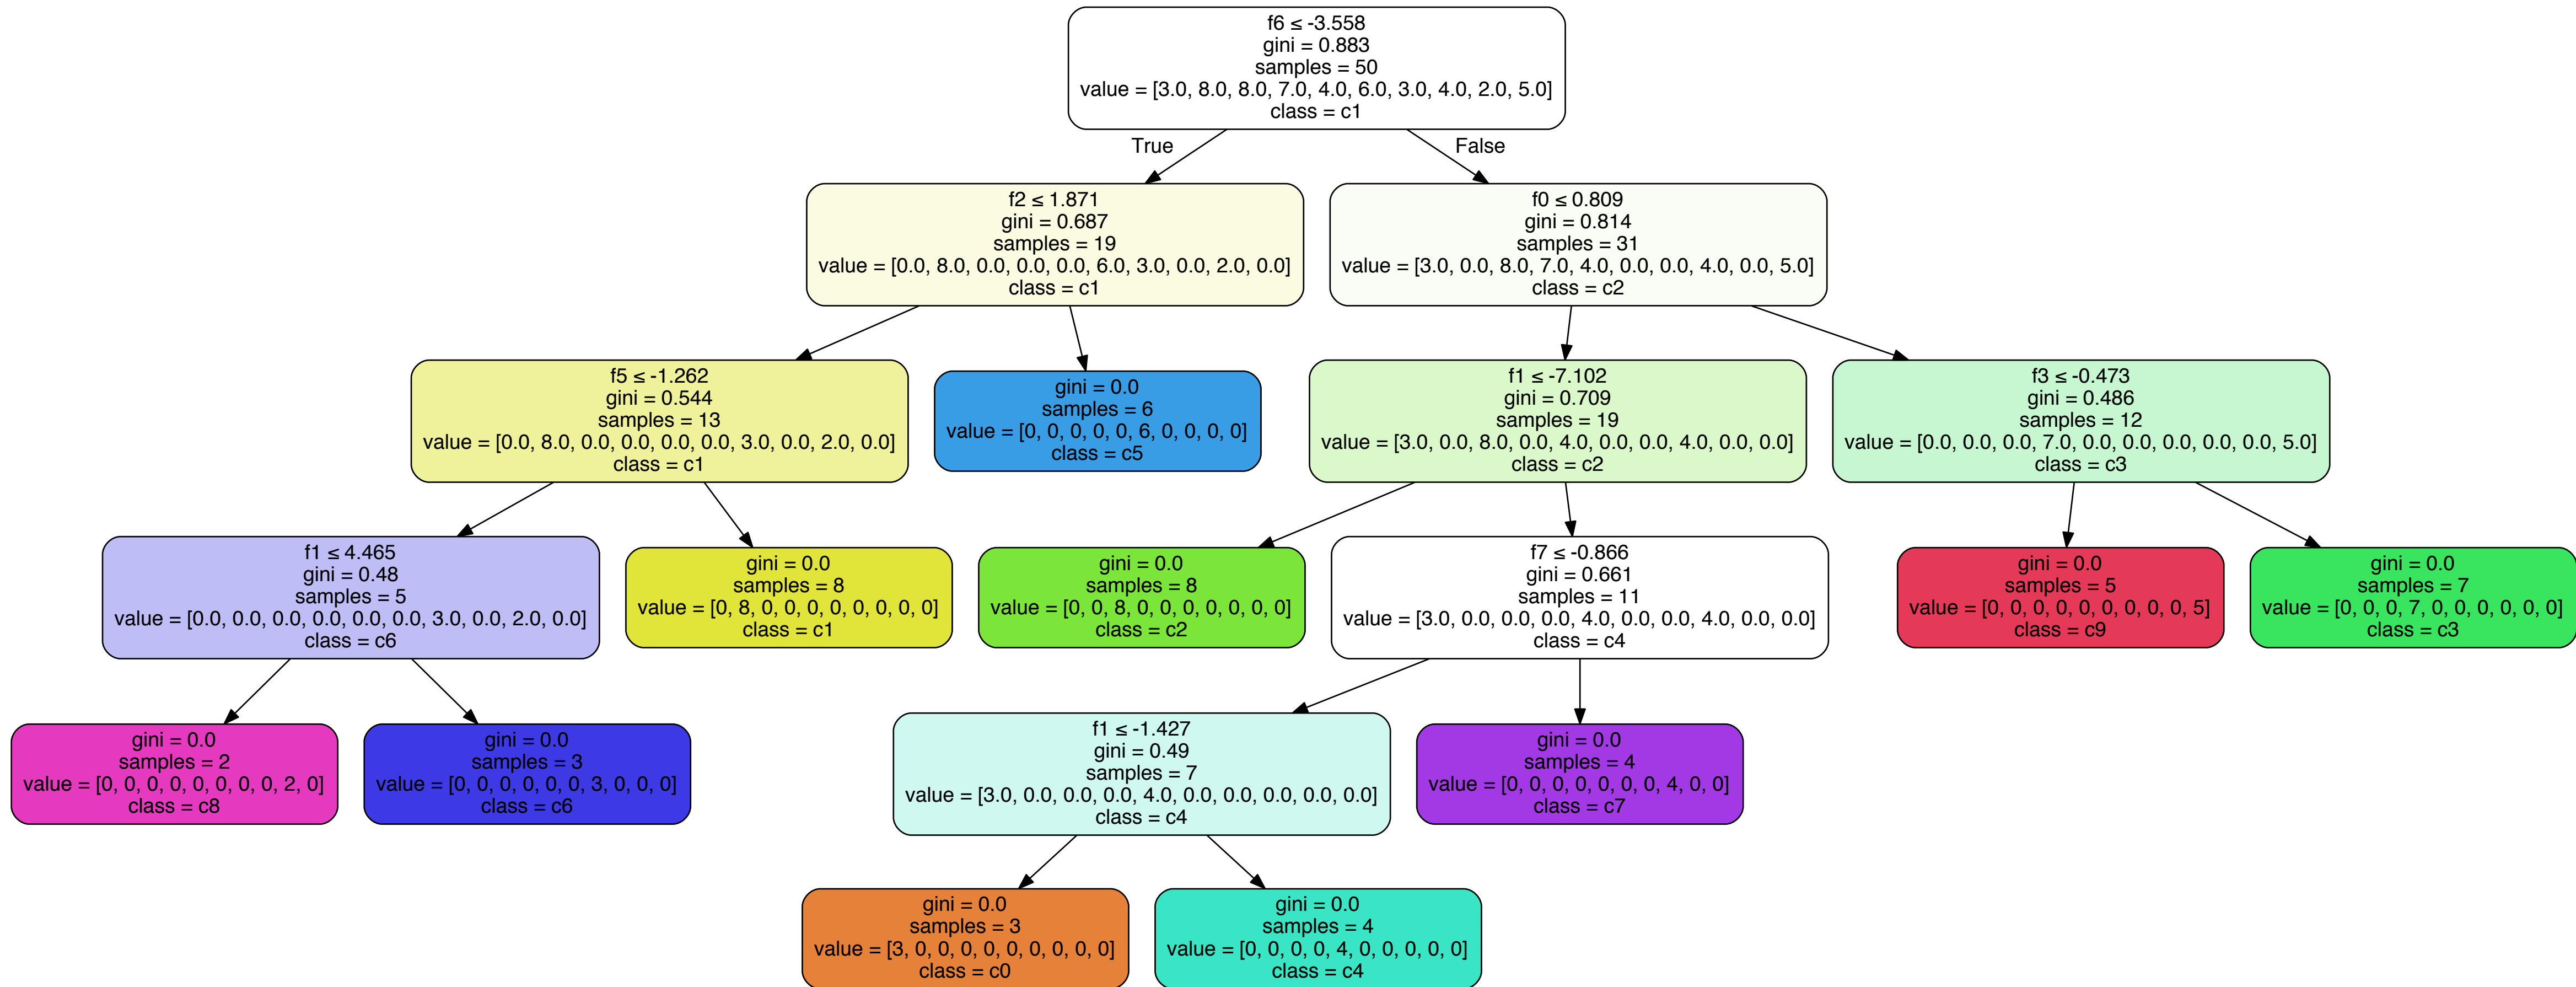 f6 ≤ -3.558
gini = 0.883
samples = 50
value = [3.0, 8.0, 8.0, 7.0, 4.0, 6.0, 3.0, 4.0, 2.0, 5.0]
class = c1
True
False
f2 ≤ 1.871
gini = 0.687
samples = 19
value = [0.0, 8.0, 0.0, 0.0, 0.0, 6.0, 3.0, 0.0, 2.0, 0.0]
class = c1
f0 ≤ 0.809
gini = 0.814
samples = 31
value = [3.0, 0.0, 8.0, 7.0, 4.0, 0.0, 0.0, 4.0, 0.0, 5.0]
class = c2
f5 ≤ -1.262
gini = 0.544
samples = 13
value = [0.0, 8.0, 0.0, 0.0, 0.0, 0.0, 3.0, 0.0, 2.0, 0.0]
class = c1
gini = 0.0
samples = 6
value = [0, 0, 0, 0, 0, 6, 0, 0, 0, 0]
class = c5
f1 ≤ -7.102
gini = 0.709
samples = 19
value = [3.0, 0.0, 8.0, 0.0, 4.0, 0.0, 0.0, 4.0, 0.0, 0.0]
class = c2
f3 ≤ -0.473
gini = 0.486
samples = 12
value = [0.0, 0.0, 0.0, 7.0, 0.0, 0.0, 0.0, 0.0, 0.0, 5.0]
class = c3
f1 ≤ 4.465
gini = 0.48
samples = 5
value = [0.0, 0.0, 0.0, 0.0, 0.0, 0.0, 3.0, 0.0, 2.0, 0.0]
class = c6
gini = 0.0
samples = 8
value = [0, 8, 0, 0, 0, 0, 0, 0, 0, 0]
class = c1
gini = 0.0
samples = 8
value = [0, 0, 8, 0, 0, 0, 0, 0, 0, 0]
class = c2
f7 ≤ -0.866
gini = 0.661
samples = 11
value = [3.0, 0.0, 0.0, 0.0, 4.0, 0.0, 0.0, 4.0, 0.0, 0.0]
class = c4
gini = 0.0
samples = 5
value = [0, 0, 0, 0, 0, 0, 0, 0, 0, 5]
class = c9
gini = 0.0
samples = 7
value = [0, 0, 0, 7, 0, 0, 0, 0, 0, 0]
class = c3
gini = 0.0
samples = 2
value = [0, 0, 0, 0, 0, 0, 0, 0, 2, 0]
class = c8
gini = 0.0
samples = 3
value = [0, 0, 0, 0, 0, 0, 3, 0, 0, 0]
class = c6
f1 ≤ -1.427
gini = 0.49
samples = 7
value = [3.0, 0.0, 0.0, 0.0, 4.0, 0.0, 0.0, 0.0, 0.0, 0.0]
class = c4
gini = 0.0
samples = 4
value = [0, 0, 0, 0, 0, 0, 0, 4, 0, 0]
class = c7
gini = 0.0
samples = 3
value = [3, 0, 0, 0, 0, 0, 0, 0, 0, 0]
class = c0
gini = 0.0
samples = 4
value = [0, 0, 0, 0, 4, 0, 0, 0, 0, 0]
class = c4